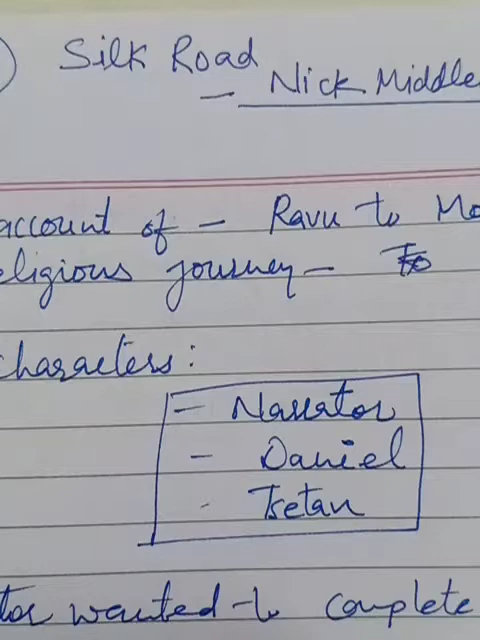 Silk Road
— Nick Middle
account of - Ravu to Mo
eligious journey - To
characters:
- Narrator
- Daniel
- Tsetan
tor wanted to complete